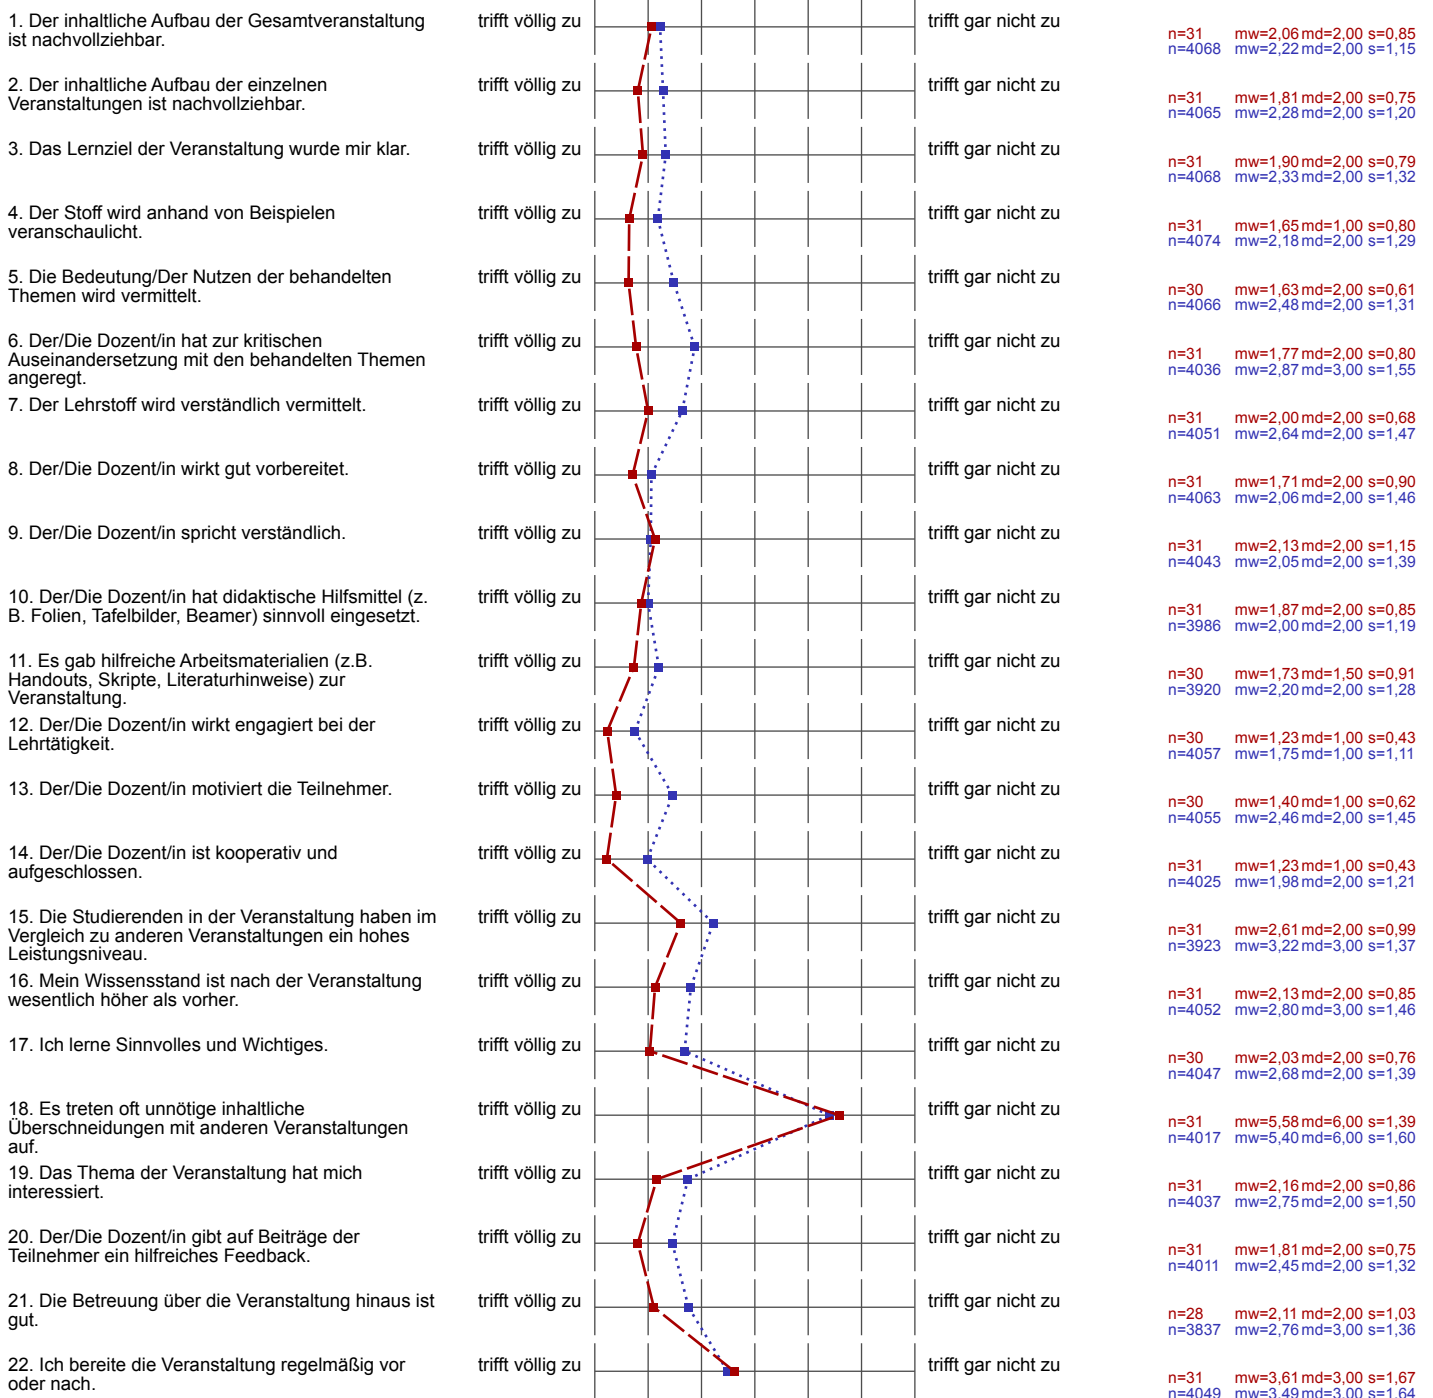 1. Der inhaltliche Aufbau der Gesamtveranstaltung
ist nachvollziehbar.
trifft völlig zu
trifft gar nicht zu
n=31 mw=2,06 md=2,00 s=0,85
n=4068 mw=2,22 md=2,00 s=1,15
2. Der inhaltliche Aufbau der einzelnen
Veranstaltungen ist nachvollziehbar.
trifft völlig zu
trifft gar nicht zu
n=31 mw=1,81 md=2,00 s=0,75
n=4065 mw=2,28 md=2,00 s=1,20
3. Das Lernziel der Veranstaltung wurde mir klar.
trifft völlig zu
trifft gar nicht zu
n=31 mw=1,90 md=2,00 s=0,79
n=4068 mw=2,33 md=2,00 s=1,32
4. Der Stoff wird anhand von Beispielen
veranschaulicht.
trifft völlig zu
trifft gar nicht zu
n=31 mw=1,65 md=1,00 s=0,80
n=4074 mw=2,18 md=2,00 s=1,29
5. Die Bedeutung/Der Nutzen der behandelten
Themen wird vermittelt.
trifft völlig zu
trifft gar nicht zu
n=30 mw=1,63 md=2,00 s=0,61
n=4066 mw=2,48 md=2,00 s=1,31
6. Der/Die Dozent/in hat zur kritischen
Auseinandersetzung mit den behandelten Themen
angeregt.
trifft völlig zu
trifft gar nicht zu
n=31 mw=1,77 md=2,00 s=0,80
n=4036 mw=2,87 md=3,00 s=1,55
7. Der Lehrstoff wird verständlich vermittelt.
trifft völlig zu
trifft gar nicht zu
n=31 mw=2,00 md=2,00 s=0,68
n=4051 mw=2,64 md=2,00 s=1,47
8. Der/Die Dozent/in wirkt gut vorbereitet.
trifft völlig zu
trifft gar nicht zu
n=31 mw=1,71 md=2,00 s=0,90
n=4063 mw=2,06 md=2,00 s=1,46
9. Der/Die Dozent/in spricht verständlich.
trifft völlig zu
trifft gar nicht zu
n=31 mw=2,13 md=2,00 s=1,15
n=4043 mw=2,05 md=2,00 s=1,39
10. Der/Die Dozent/in hat didaktische Hilfsmittel (z.
B. Folien, Tafelbilder, Beamer) sinnvoll eingesetzt.
trifft völlig zu
trifft gar nicht zu
n=31 mw=1,87 md=2,00 s=0,85
n=3986 mw=2,00 md=2,00 s=1,19
11. Es gab hilfreiche Arbeitsmaterialien (z.B.
Handouts, Skripte, Literaturhinweise) zur
Veranstaltung.
trifft völlig zu
trifft gar nicht zu
n=30 mw=1,73 md=1,50 s=0,91
n=3920 mw=2,20 md=2,00 s=1,28
12. Der/Die Dozent/in wirkt engagiert bei der
Lehrtätigkeit.
trifft völlig zu
trifft gar nicht zu
n=30 mw=1,23 md=1,00 s=0,43
n=4057 mw=1,75 md=1,00 s=1,11
13. Der/Die Dozent/in motiviert die Teilnehmer.
trifft völlig zu
trifft gar nicht zu
n=30 mw=1,40 md=1,00 s=0,62
n=4055 mw=2,46 md=2,00 s=1,45
14. Der/Die Dozent/in ist kooperativ und
aufgeschlossen.
trifft völlig zu
trifft gar nicht zu
n=31 mw=1,23 md=1,00 s=0,43
n=4025 mw=1,98 md=2,00 s=1,21
15. Die Studierenden in der Veranstaltung haben im
Vergleich zu anderen Veranstaltungen ein hohes
Leistungsniveau.
trifft völlig zu
trifft gar nicht zu
n=31 mw=2,61 md=2,00 s=0,99
n=3923 mw=3,22 md=3,00 s=1,37
16. Mein Wissensstand ist nach der Veranstaltung
wesentlich höher als vorher.
trifft völlig zu
trifft gar nicht zu
n=31 mw=2,13 md=2,00 s=0,85
n=4052 mw=2,80 md=3,00 s=1,46
17. Ich lerne Sinnvolles und Wichtiges.
trifft völlig zu
trifft gar nicht zu
n=30 mw=2,03 md=2,00 s=0,76
n=4047 mw=2,68 md=2,00 s=1,39
18. Es treten oft unnötige inhaltliche
Überschneidungen mit anderen Veranstaltungen
auf.
trifft völlig zu
trifft gar nicht zu
n=31 mw=5,58 md=6,00 s=1,39
n=4017 mw=5,40 md=6,00 s=1,60
19. Das Thema der Veranstaltung hat mich
interessiert.
trifft völlig zu
trifft gar nicht zu
n=31 mw=2,16 md=2,00 s=0,86
n=4037 mw=2,75 md=2,00 s=1,50
20. Der/Die Dozent/in gibt auf Beiträge der
Teilnehmer ein hilfreiches Feedback.
trifft völlig zu
trifft gar nicht zu
n=31 mw=1,81 md=2,00 s=0,75
n=4011 mw=2,45 md=2,00 s=1,32
21. Die Betreuung über die Veranstaltung hinaus ist
gut.
trifft völlig zu
trifft gar nicht zu
n=28 mw=2,11 md=2,00 s=1,03
n=3837 mw=2,76 md=3,00 s=1,36
22. Ich bereite die Veranstaltung regelmäßig vor
oder nach.
trifft völlig zu
trifft gar nicht zu
n=31 mw=3,61 md=3,00 s=1,67
n=4049 mw=3,49 md=3,00 s=1,64